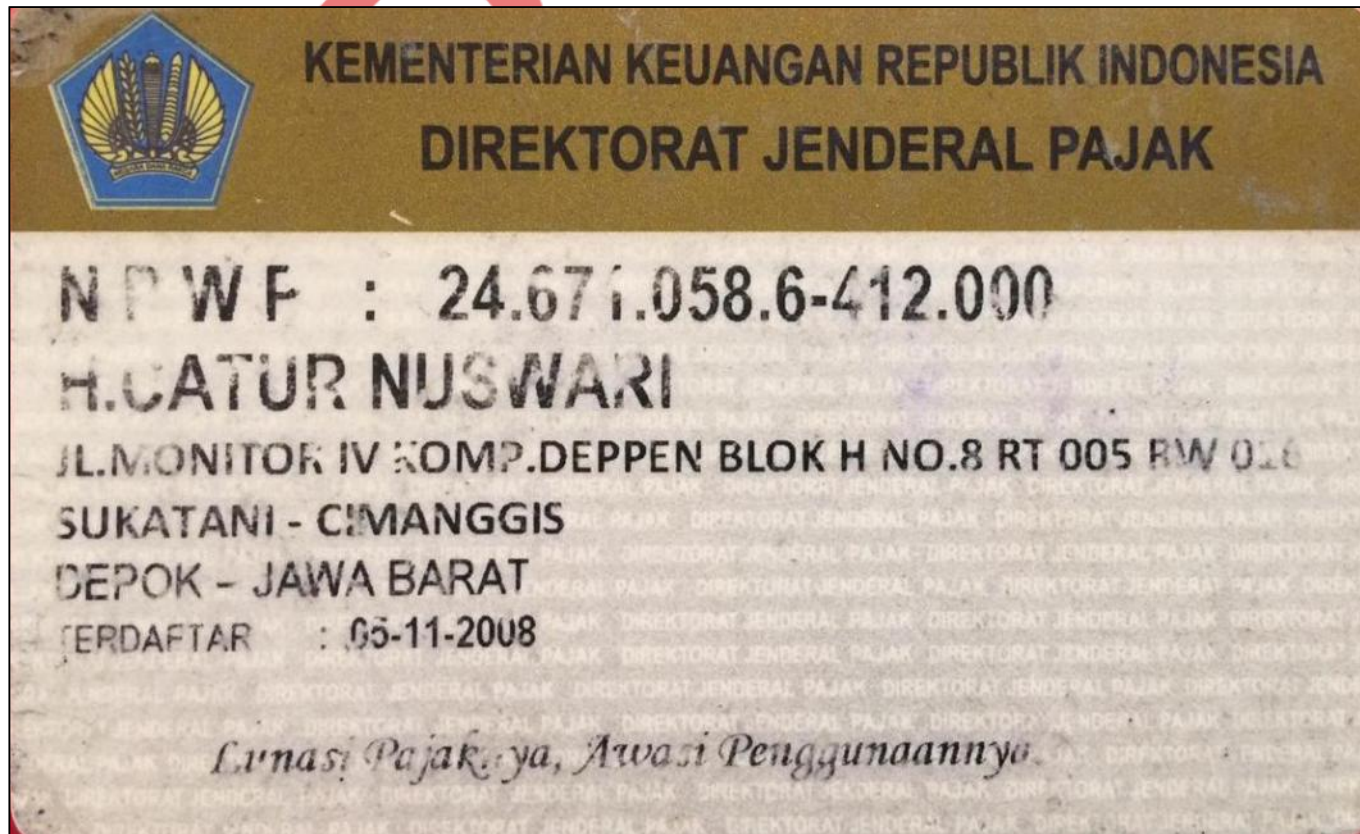 KEMENTERIAN KEUANGAN REPUBLIK INDONESIA
DIREKTORAT JENDERAL PAJAK
NPWP : 24.671.058.6-412.000
H.CATUR NUSWARI
JL.MONITOR IV KOMP.DEPPEN BLOK H NO.8 RT 005 RW 016
SUKATANI - CIMANGGIS
DEPOK – JAWA BARAT
TERDAFTAR : 05-11-2008
Lunasi Pajaknya, Awasi Penggunaannya.